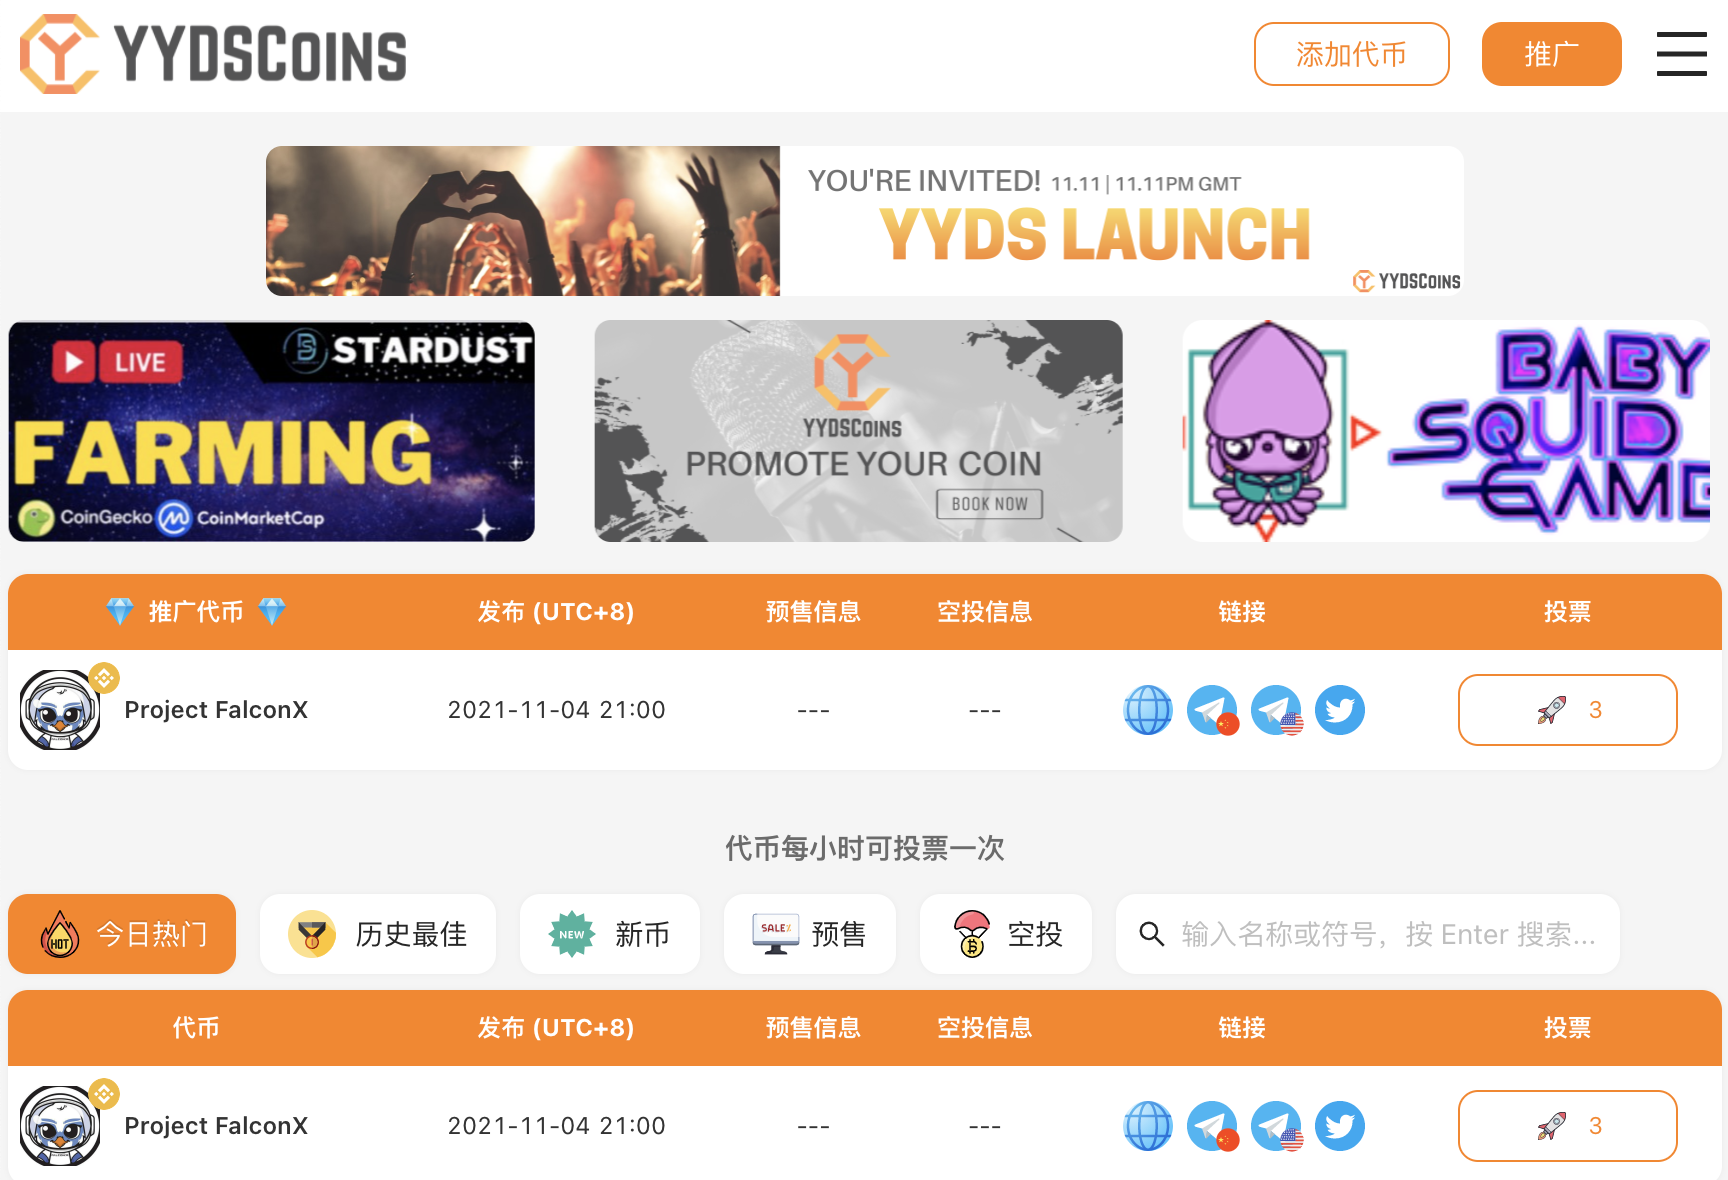 YYDSCOINS
添加代币
推广
YOU'RE INVITED! 11.11 | 11.11PM GMT
YYDS LAUNCH
YYDSCOINS
LIVE
STARDUST
FARMING
CoinGecko CoinMarketCap
YYDSCOINS
PROMOTE YOUR COIN
BOOK NOW
BABY
SQUID
GAME
推广代币 发布 (UTC+8) 预售信息 空投信息 链接 投票
Project FalconX 2021-11-04 21:00 --- --- 3
代币每小时可投票一次
HOT 今日热门 历史最佳 NEW 新币 SALE 预售 空投 输入名称或符号，按 Enter 搜索...
代币 发布 (UTC+8) 预售信息 空投信息 链接 投票
Project FalconX 2021-11-04 21:00 --- --- 3